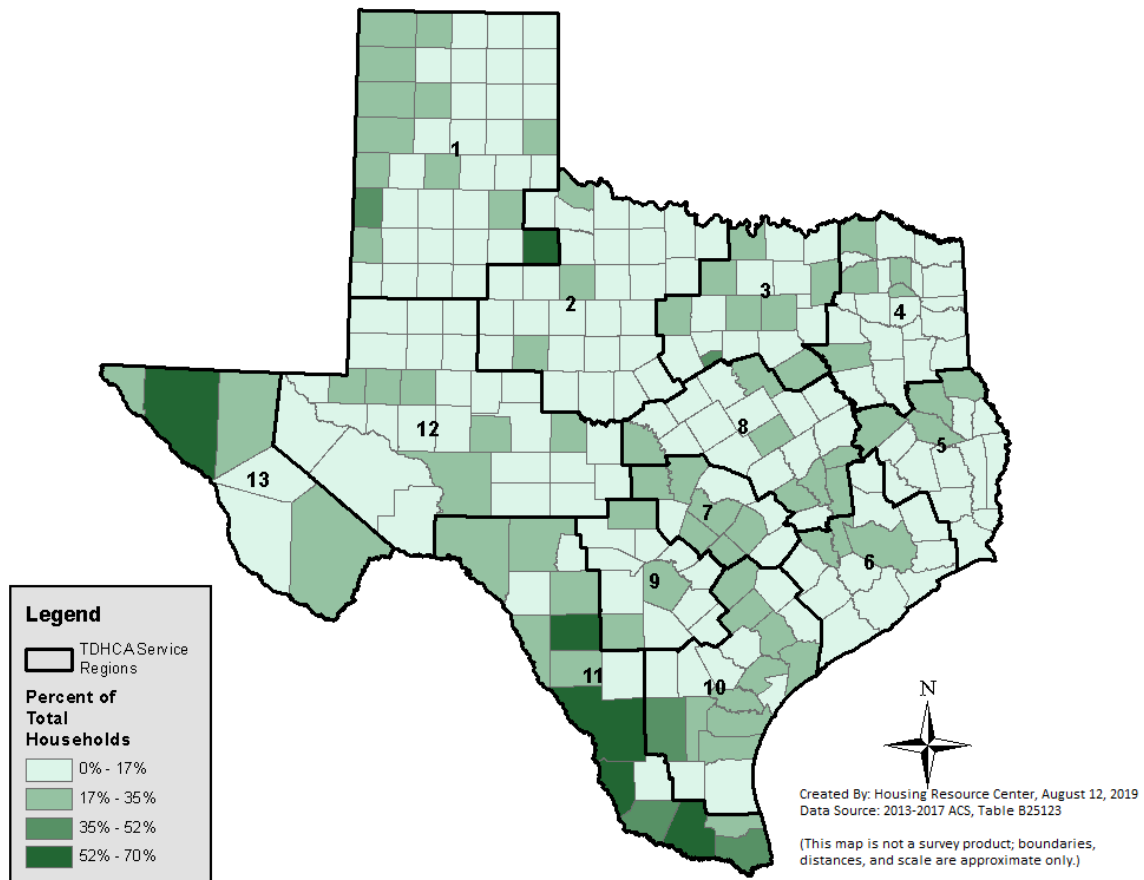 1
2
3
4
5
6
7
8
9
10
11
12
13
Legend
TDHCA Service
Regions
Percent of
Total
Households
0% - 17%
17% - 35%
35% - 52%
52% - 70%
N
Created By: Housing Resource Center, August 12, 2019
Data Source: 2013-2017 ACS, Table B25123
(This map is not a survey product; boundaries,
distances, and scale are approximate only.)